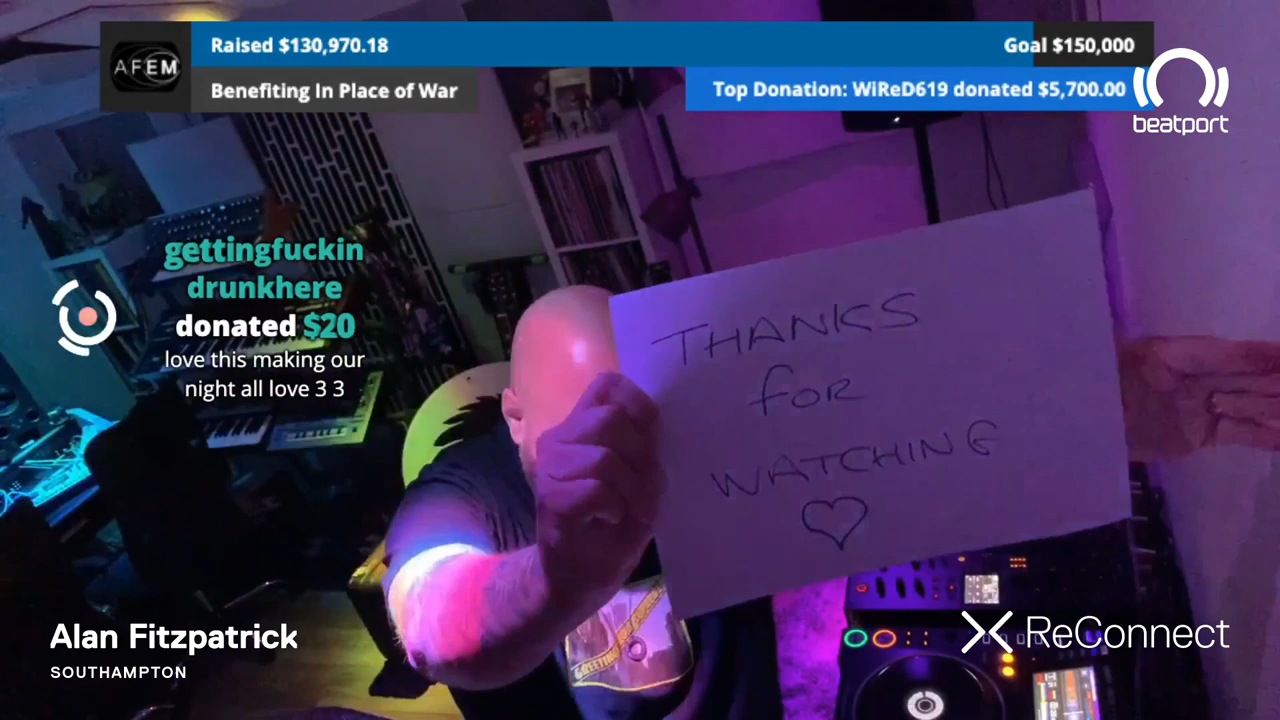 AFEM
Raised $130,970.18
Goal $150,000
Benefiting In Place of War
Top Donation: WiReD619 donated $5,700.00
beatport
gettingfuckin
drunkhere
donated $20
love this making our
night all love 3 3
THANKS
for
WATCHING
Alan Fitzpatrick
SOUTHAMPTON
ReConnect